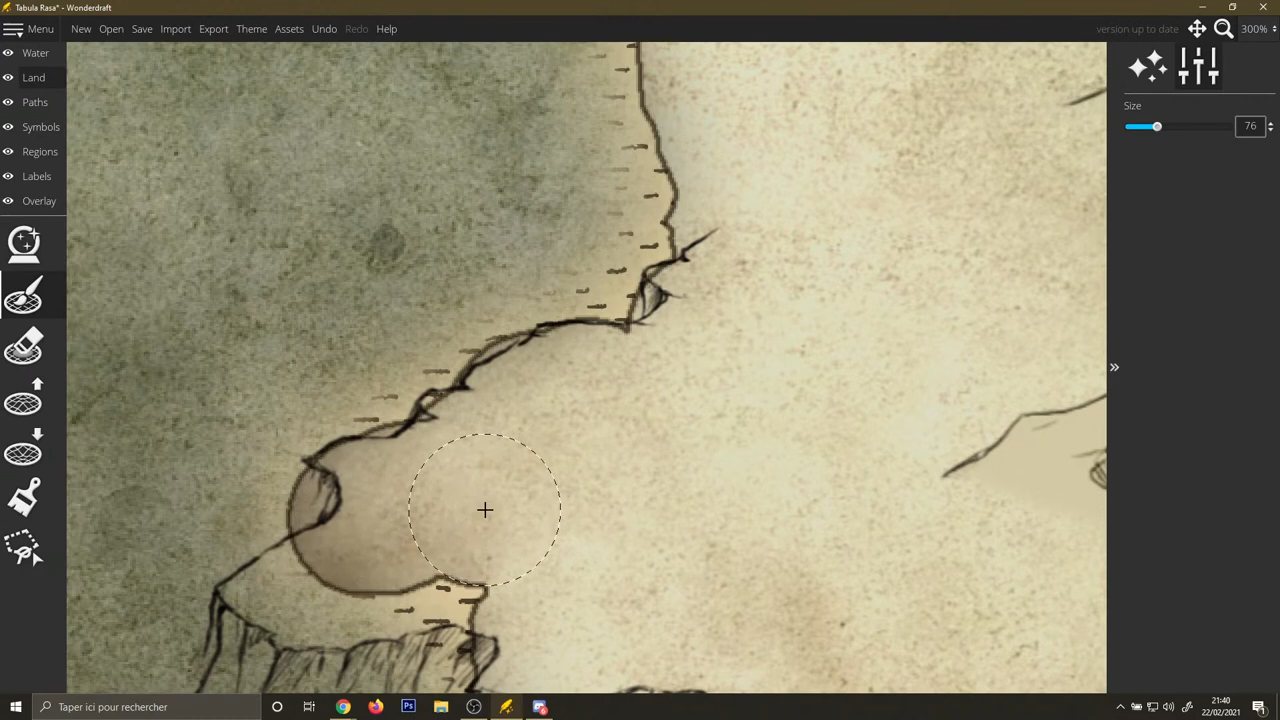 Tabula Rasa* - Wonderdraft
Menu
New
Open
Save
Import
Export
Theme
Assets
Undo
Redo
Help
version up to date
300%
Water
Land
Paths
Symbols
Regions
Labels
Overlay
Size
76
Taper ici pour rechercher
21:40
22/02/2021